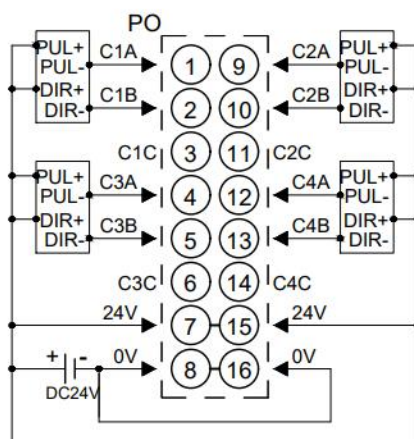 PO
PUL+ C1A 1 9 C2A PUL+
PUL- PUL-
DIR+ DIR+
DIR- C1B 2 10 C2B DIR-
C1C 3 11 C2C
PUL+ PUL+
PUL- C3A 4 12 C4A PUL-
DIR+ DIR+
DIR- C3B 5 13 C4B DIR-
C3C 6 14 C4C
24V 7 15 24V
+ - 0V 8 16 0V
DC24V